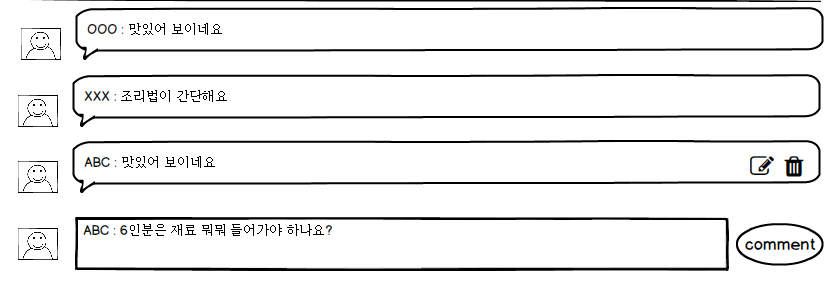 OOO : 맛있어 보이네요
XXX : 조리법이 간단해요
ABC : 맛있어 보이네요
ABC : 6인분은 재료 뭐뭐 들어가야 하나요?
comment